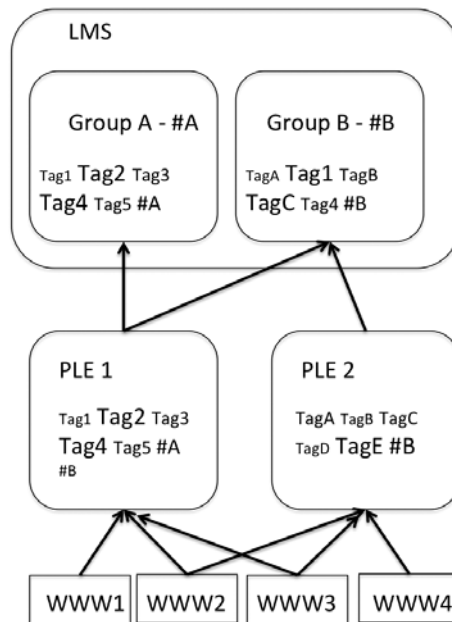 LMS
Group A - #A
Tag1 Tag2 Tag3
Tag4 Tag5 #A
Group B - #B
TagA Tag1 TagB
TagC Tag4 #B
PLE 1
Tag1 Tag2 Tag3
Tag4 Tag5 #A
#B
PLE 2
TagA TagB TagC
TagD TagE #B
WWW1
WWW2
WWW3
WWW4